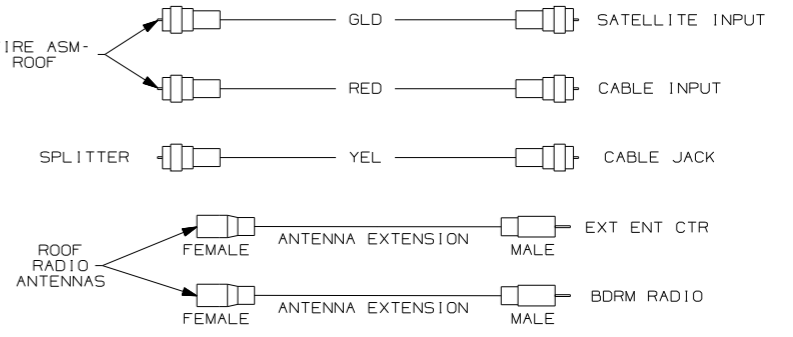 GLD SATELLITE INPUT
IRE ASM-
ROOF
RED CABLE INPUT
SPLITTER YEL CABLE JACK
EXT ENT CTR
FEMALE ANTENNA EXTENSION MALE
ROOF
RADIO
ANTENNAS
BDRM RADIO
FEMALE ANTENNA EXTENSION MALE